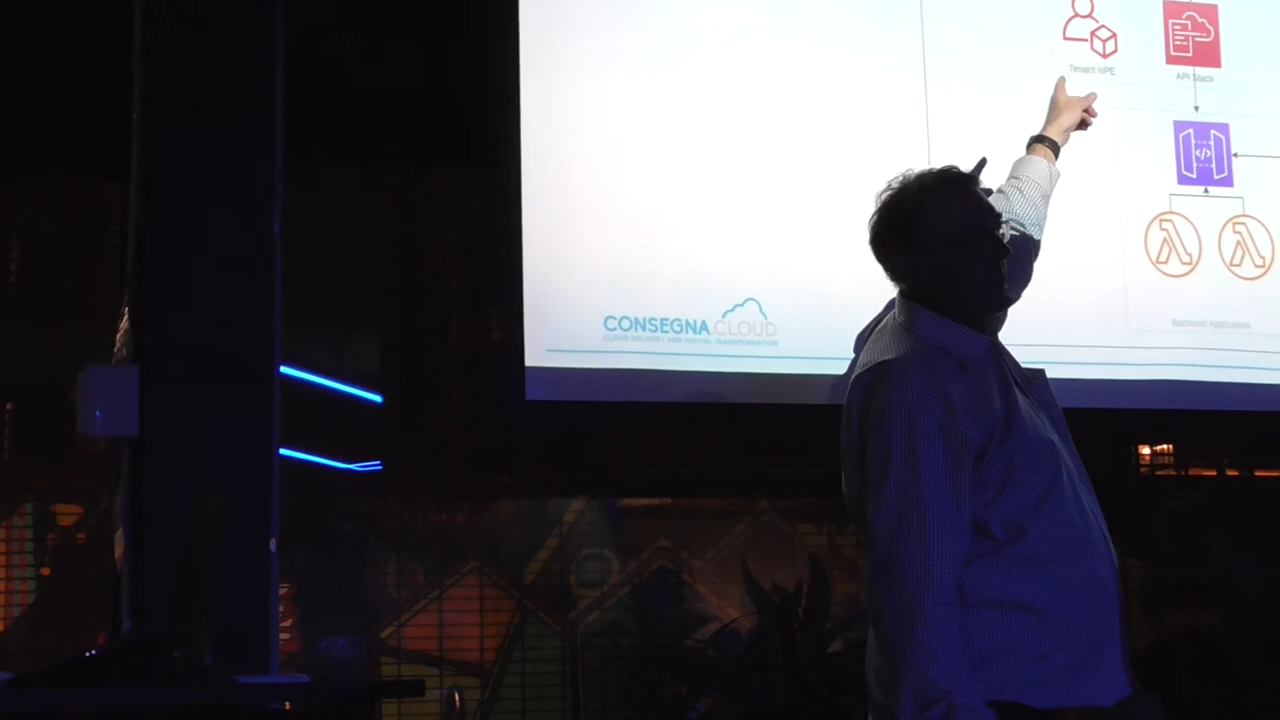 Tenant NPE
API Stack
</>
CONSEGNA CLOUD
CLOUD DELIVERY AND DIGITAL TRANSFORMATION
Backend Application